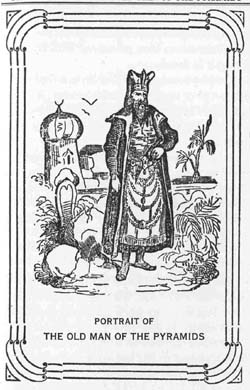 PORTRAIT OF
THE OLD MAN OF THE PYRAMIDS